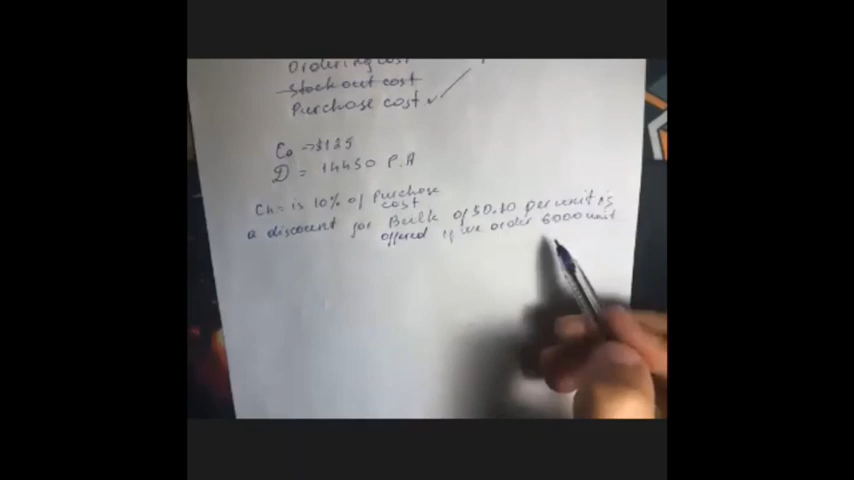 Ordering cost
Stockout cost
Purchase cost ✓
Co → $125
D = 14450 P.A
Ch = is 10% of Purchase cost
a discount for Bulk of $0.10 per unit is
offered if we order 6000 unit